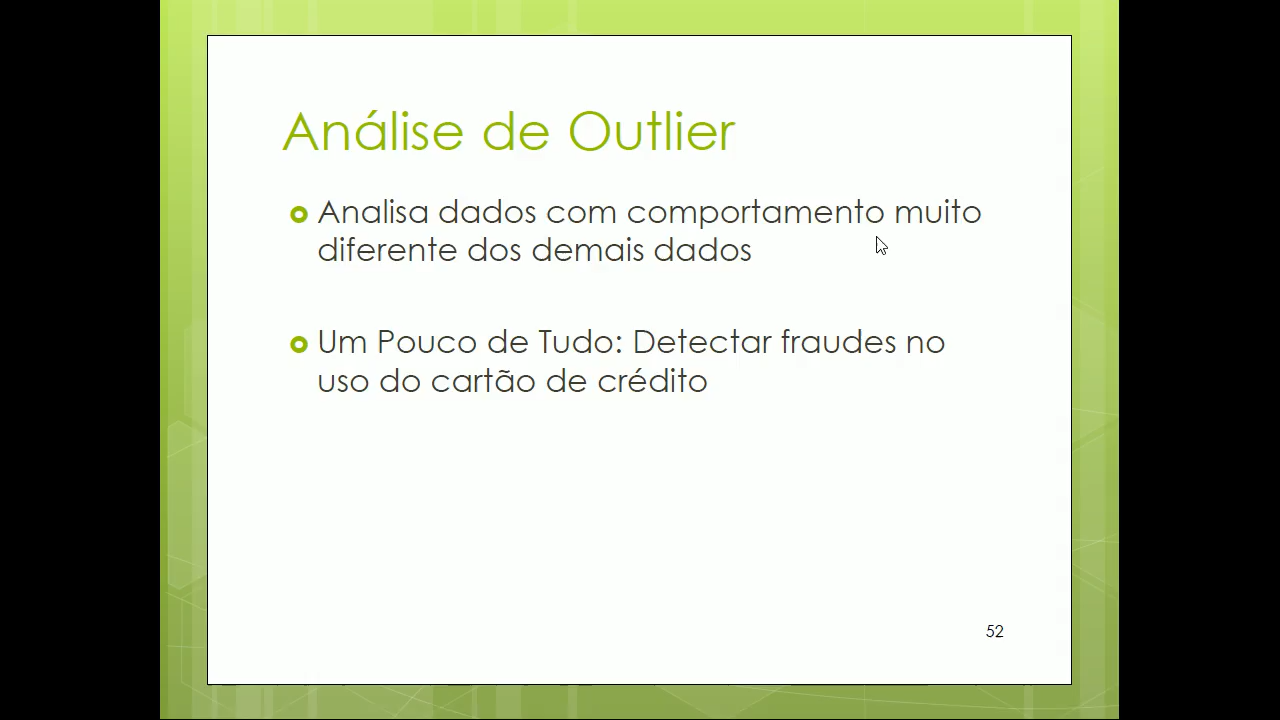 Análise de Outlier
Analisa dados com comportamento muito
diferente dos demais dados
Um Pouco de Tudo: Detectar fraudes no
uso do cartão de crédito
52